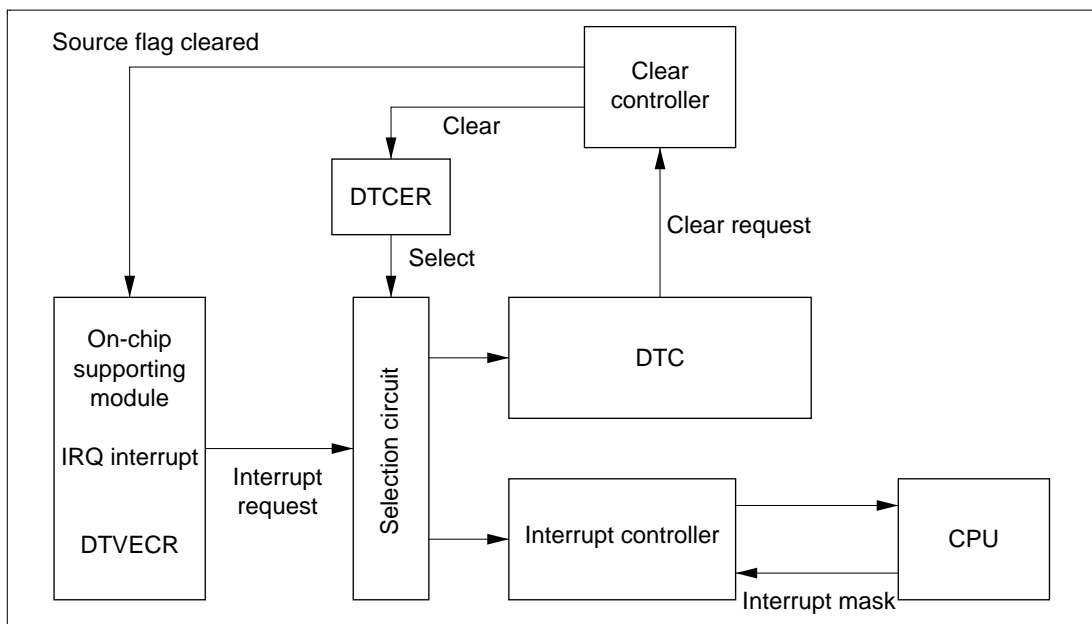 Source flag cleared
Clear
controller
Clear
DTCER
Clear request
Select
On-chip
supporting
module
DTC
Selection circuit
IRQ interrupt
Interrupt
request
Interrupt controller
CPU
DTVECR
Interrupt mask